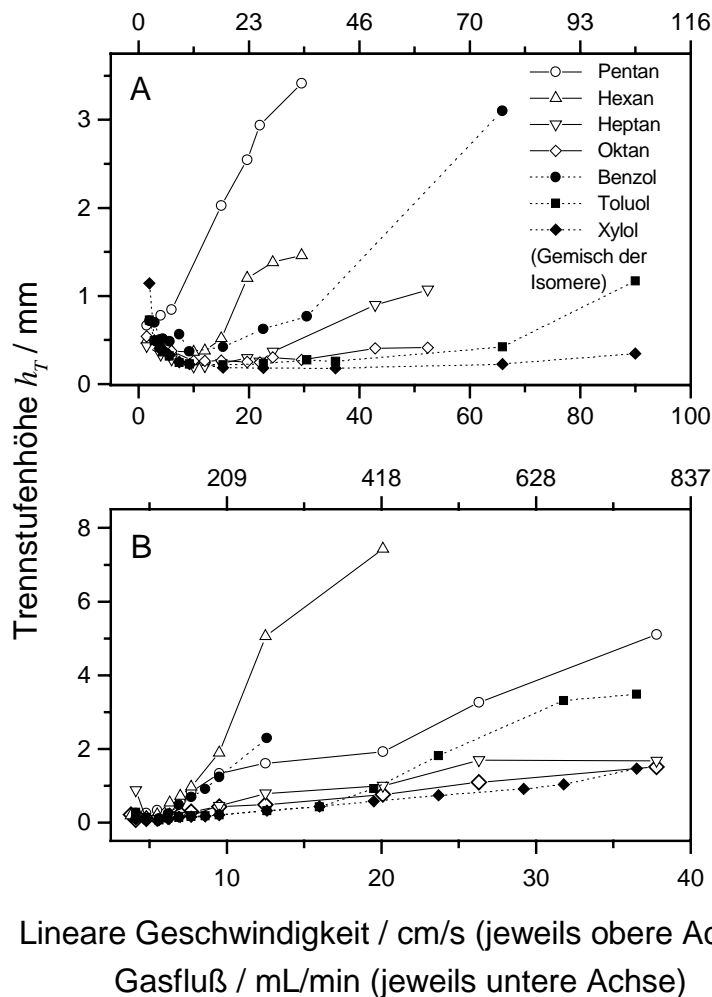 0 23 46 70 93 116
A
Pentan
Hexan
Heptan
Oktan
Benzol
Toluol
Xylol
(Gemisch der
Isomere)
3
2
1
0
0 20 40 60 80 100
Trennstufenhöhe h_T / mm
209 418 628 837
B
8
6
4
2
0
10 20 30 40
Lineare Geschwindigkeit / cm/s (jeweils obere Ac
Gasfluß / mL/min (jeweils untere Achse)